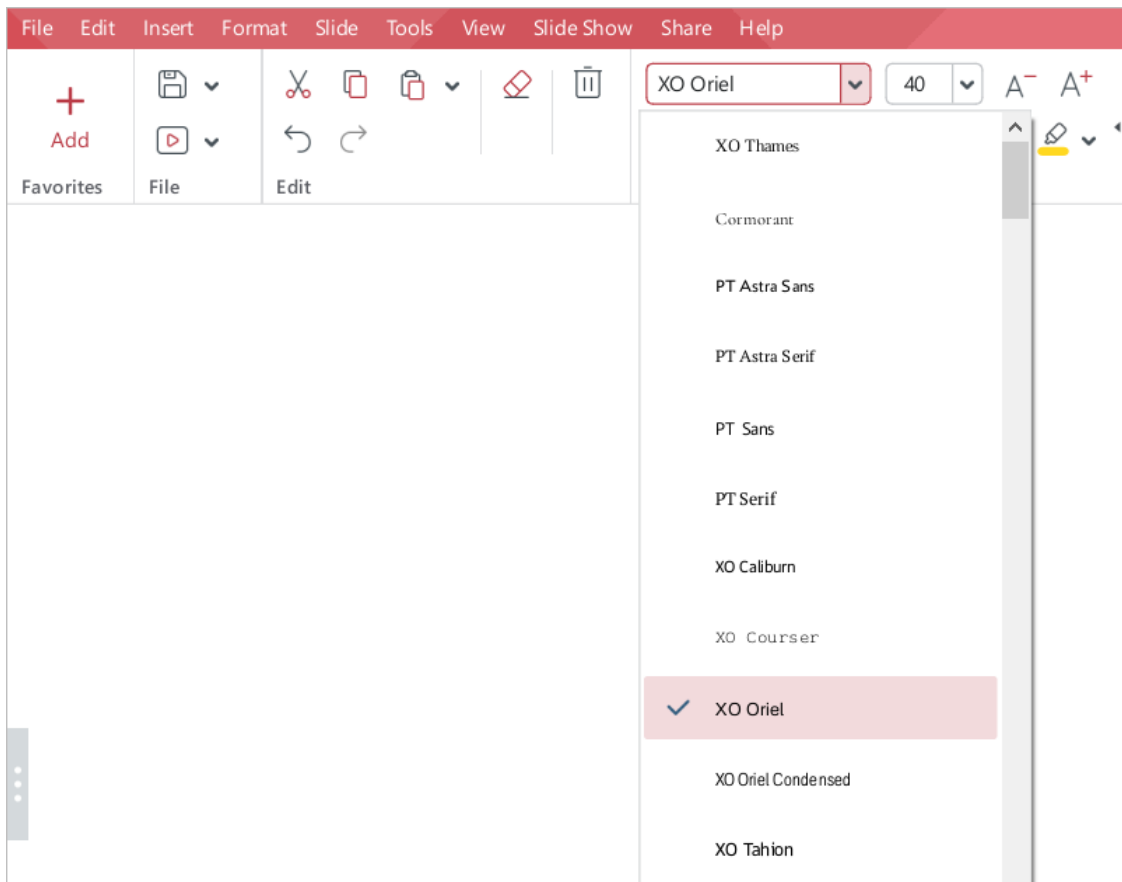 File Edit Insert Format Slide Tools View Slide Show Share Help
XO Oriel 40 A− A+
Add
Favorites File Edit
XO Thames
Cormorant
PT Astra Sans
PT Astra Serif
PT Sans
PT Serif
XO Caliburn
XO Courser
XO Oriel
XO Oriel Condensed
XO Tahion